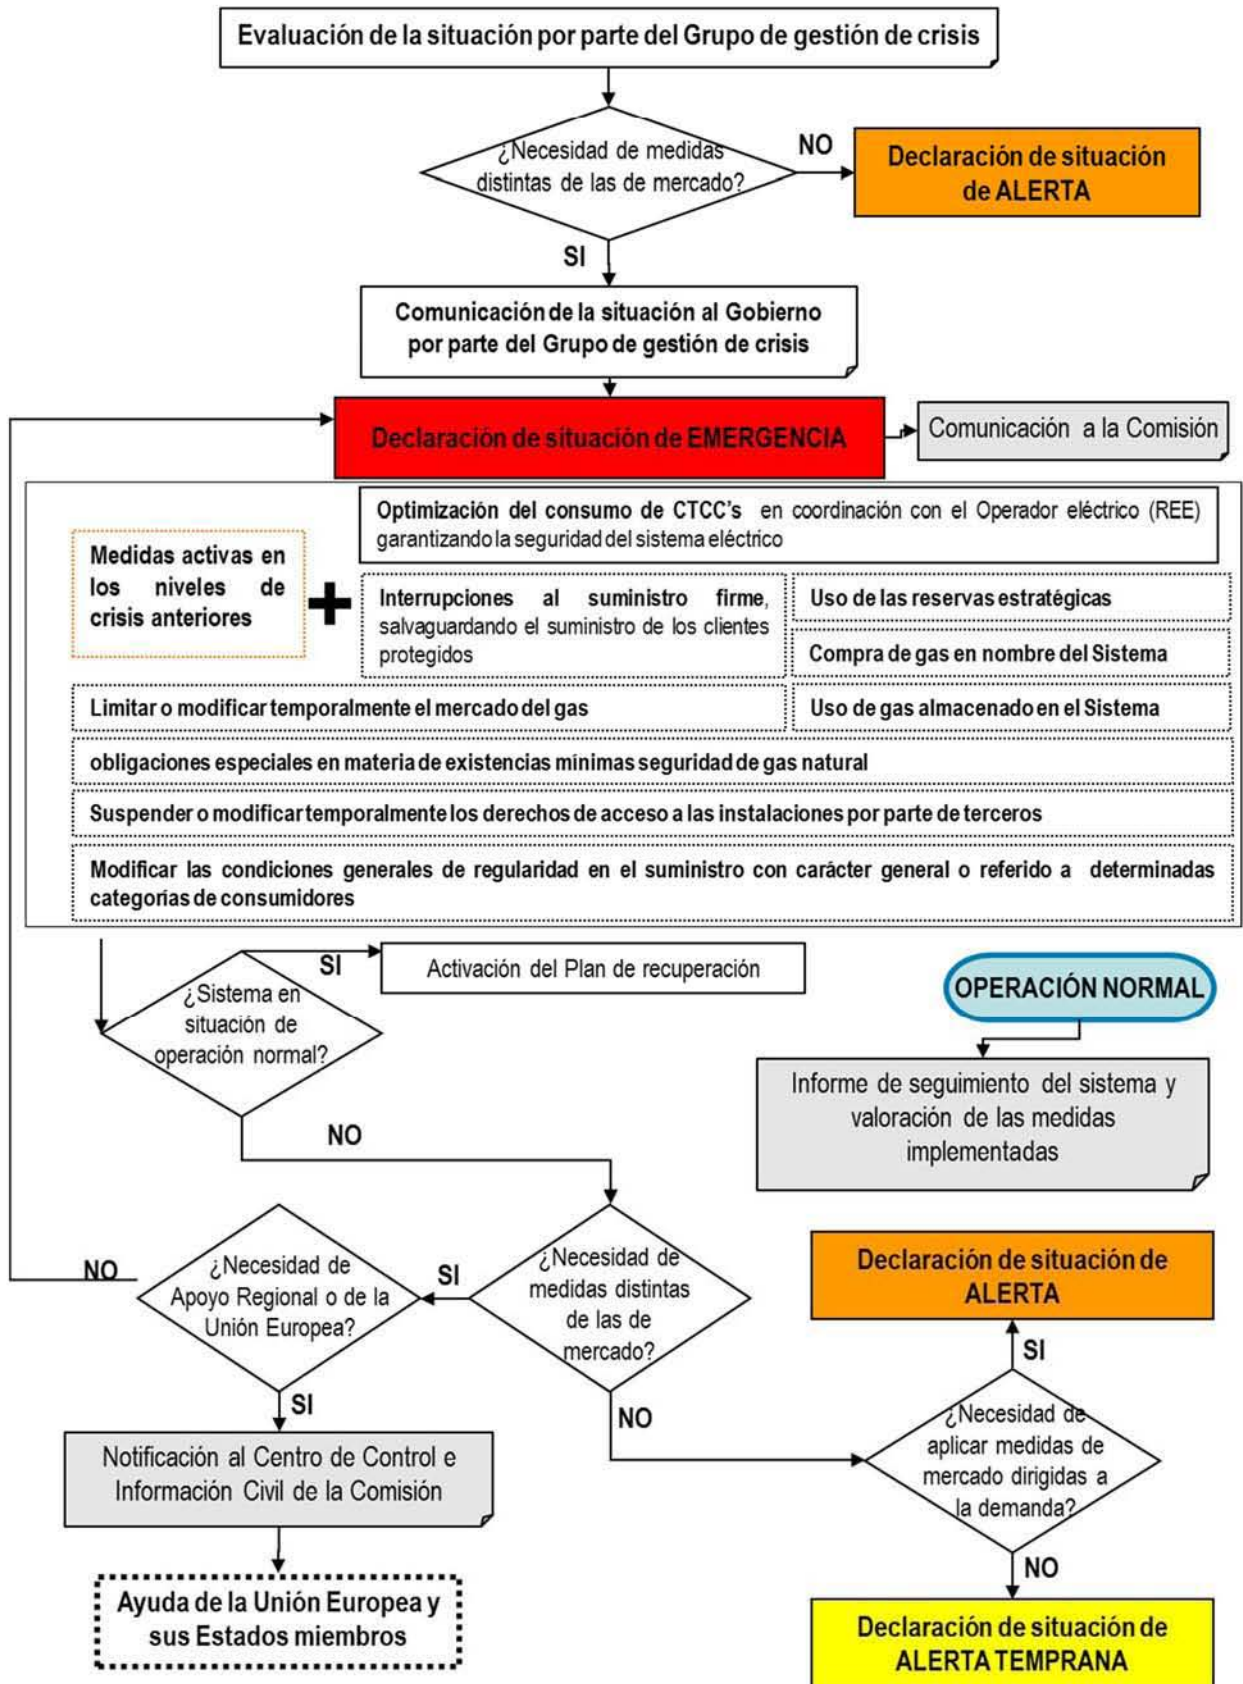 Evaluación de la situación por parte del Grupo de gestión de crisis
¿Necesidad de medidas
distintas de las de mercado?
NO
Declaración de situación
de ALERTA
SI
Comunicación de la situación al Gobierno
por parte del Grupo de gestión de crisis
Declaración de situación de EMERGENCIA
Comunicación a la Comisión
Medidas activas en
los niveles de
crisis anteriores
Optimización del consumo de CTCC's en coordinación con el Operador eléctrico (REE)
garantizando la seguridad del sistema eléctrico
Interrupciones al suministro firme,
salvaguardando el suministro de los clientes
protegidos
Uso de las reservas estratégicas
Compra de gas en nombre del Sistema
Limitar o modificar temporalmente el mercado del gas
Uso de gas almacenado en el Sistema
obligaciones especiales en materia de existencias mínimas seguridad de gas natural
Suspender o modificar temporalmente los derechos de acceso a las instalaciones por parte de terceros
Modificar las condiciones generales de regularidad en el suministro con carácter general o referido a determinadas
categorías de consumidores
¿Sistema en
situación de
operación normal?
SI
Activación del Plan de recuperación
OPERACIÓN NORMAL
Informe de seguimiento del sistema y
valoración de las medidas
implementadas
NO
¿Necesidad de
medidas distintas
de las de
mercado?
SI
¿Necesidad de
Apoyo Regional o de la
Unión Europea?
NO
SI
Notificación al Centro de Control e
Información Civil de la Comisión
Ayuda de la Unión Europea y
sus Estados miembros
NO
¿Necesidad de
aplicar medidas de
mercado dirigidas a
la demanda?
SI
Declaración de situación de
ALERTA
NO
Declaración de situación de
ALERTA TEMPRANA